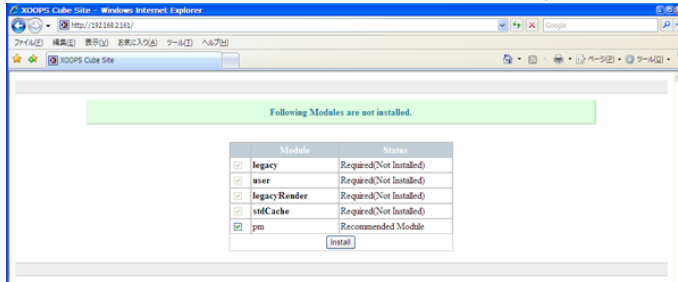 XOOPS Cube Site - Windows Internet Explorer
http://192.168.2.161/
Google
ファイル(F) 編集(E) 表示(V) お気に入り(A) ツール(T) ヘルプ(H)
XOOPS Cube Site
ページ(P) ツール(O)
Following Modules are not installed.
Module Status
legacy Required(Not Installed)
user Required(Not Installed)
legacyRender Required(Not Installed)
stdCache Required(Not Installed)
pm Recommended Module
Install